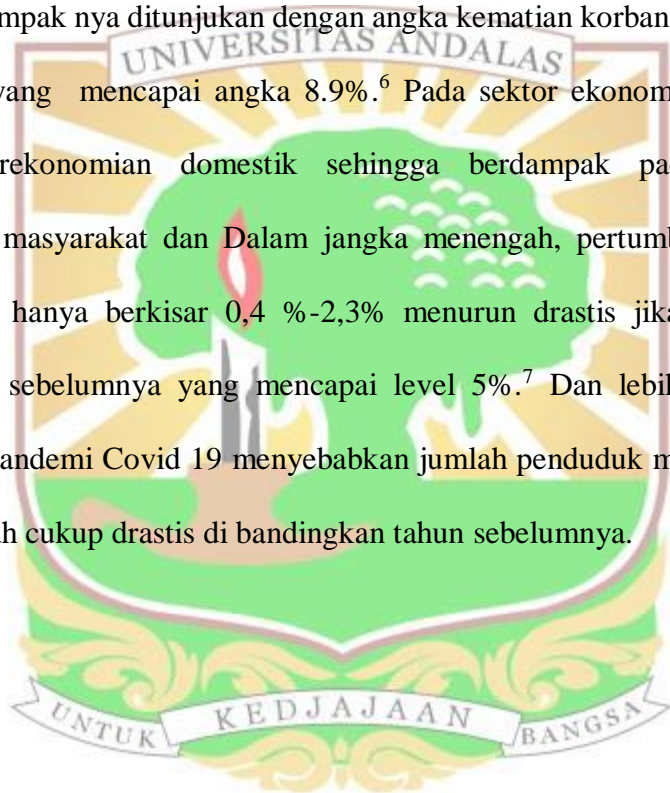 mpak nya ditunjukan dengan angka kematian korban
UNIVERSITAS ANDALAS
yang mencapai angka 8.9%.⁶ Pada sektor ekonom
rekonomian domestik sehingga berdampak pa
masyarakat dan Dalam jangka menengah, pertumb
hanya berkisar 0,4 %-2,3% menurun drastis jika
sebelumnya yang mencapai level 5%.⁷ Dan lebil
andemi Covid 19 menyebabkan jumlah penduduk m
ah cukup drastis di bandingkan tahun sebelumnya.
UNTUK KEDJAJAAN BANGSA